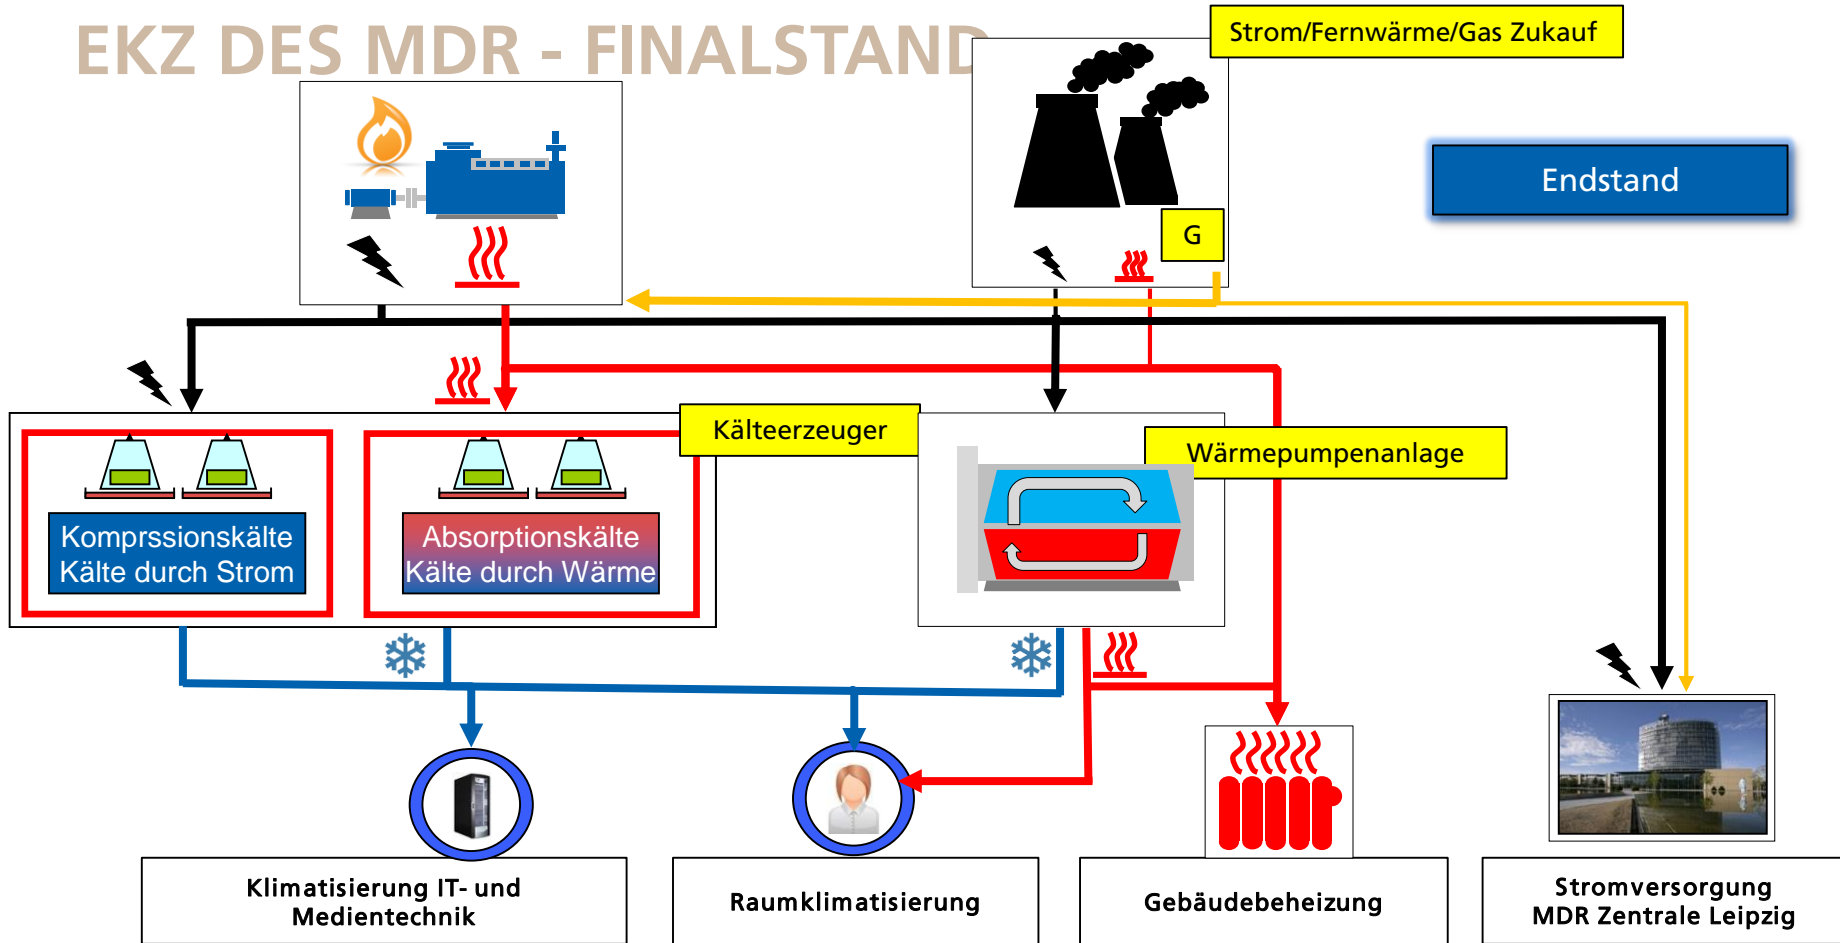 EKZ DES MDR - FINALSTAND
Strom/Fernwärme/Gas Zukauf
Endstand
G
Kälteerzeuger
Wärmepumpenanlage
Komprssionskälte
Kälte durch Strom
Absorptionskälte
Kälte durch Wärme
Klimatisierung IT- und
Medientechnik
Raumklimatisierung
Gebäudebeheizung
Stromversorgung
MDR Zentrale Leipzig